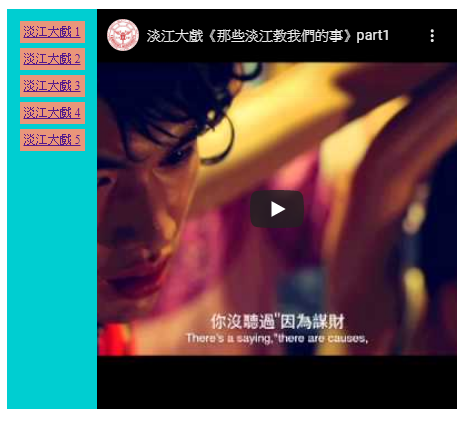 淡江大戲 1
淡江大戲 2
淡江大戲 3
淡江大戲 4
淡江大戲 5
淡江大戲《那些淡江教我們的事》part1
你沒聽過"因為謀財
There's a saying,"there are causes,